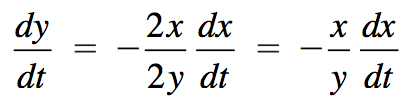 dy/dt = −2x/2y dx/dt = −x/y dx/dt